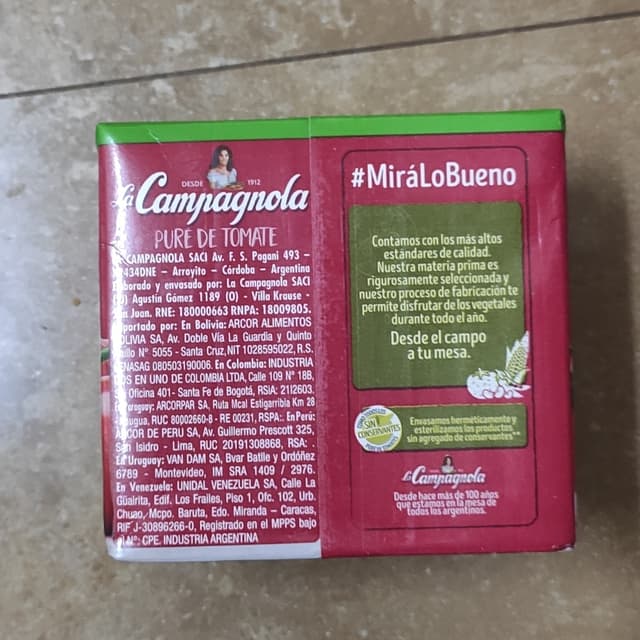 DESDE 1912
La Campagnola
PURÉ DE TOMATE
CAMPAGNOLA SACI Av. F. S. Pagani 493 -
434DNE - Arroyito - Córdoba - Argentina
Elaborado y envasado por: La Campagnola SACI
Agustín Gómez 1189 (O) - Villa Krause -
San Juan. RNE: 180000663 RNPA: 18009805.
Importado por: En Bolivia: ARCOR ALIMENTOS
BOLIVIA SA, Av. Doble Vía La Guardia y Quinto
Anillo N° 5055 - Santa Cruz, NIT 1028595022, R.S.
SENASAG 080503190006. En Colombia: INDUSTRIA
DOS EN UNO DE COLOMBIA LTDA, Calle 109 N° 18B,
Oficina 401- Santa Fe de Bogotá, RSIA: 21I2603.
Paraguay: ARCORPAR SA, Ruta Mcal Estigarribia Km 28
RUC 80002660-8 - RE 00231, RSPA:. En Perú:
ARCOR DE PERU SA, Av. Guillermo Prescott 325,
San Isidro - Lima, RUC 20191308868, RSA: .
En Uruguay: VAN DAM SA, Bvar Batlle y Ordóñez
6789 - Montevideo, IM SRA 1409 / 2976.
En Venezuela: UNIDAL VENEZUELA SA, Calle La
Güairita, Edif. Los Frailes, Piso 1, Ofc. 102, Urb.
Chuao, Mcpo. Baruta, Edo. Miranda - Caracas,
RIF J-30896266-0, Registrado en el MPPS bajo
el N°: CPE. INDUSTRIA ARGENTINA
#MiráLoBueno
Contamos con los más altos
estándares de calidad.
Nuestra materia prima es
rigurosamente seleccionada y
nuestro proceso de fabricación te
permite disfrutar de los vegetales
durante todo el año.
Desde el campo
a tu mesa.
SIN
CONSERVANTES
Envasamos herméticamente y
esterilizamos los productos,
sin agregado de conservantes**
La Campagnola
Desde hace más de 100 años
que estamos en la mesa de
todos los argentinos.